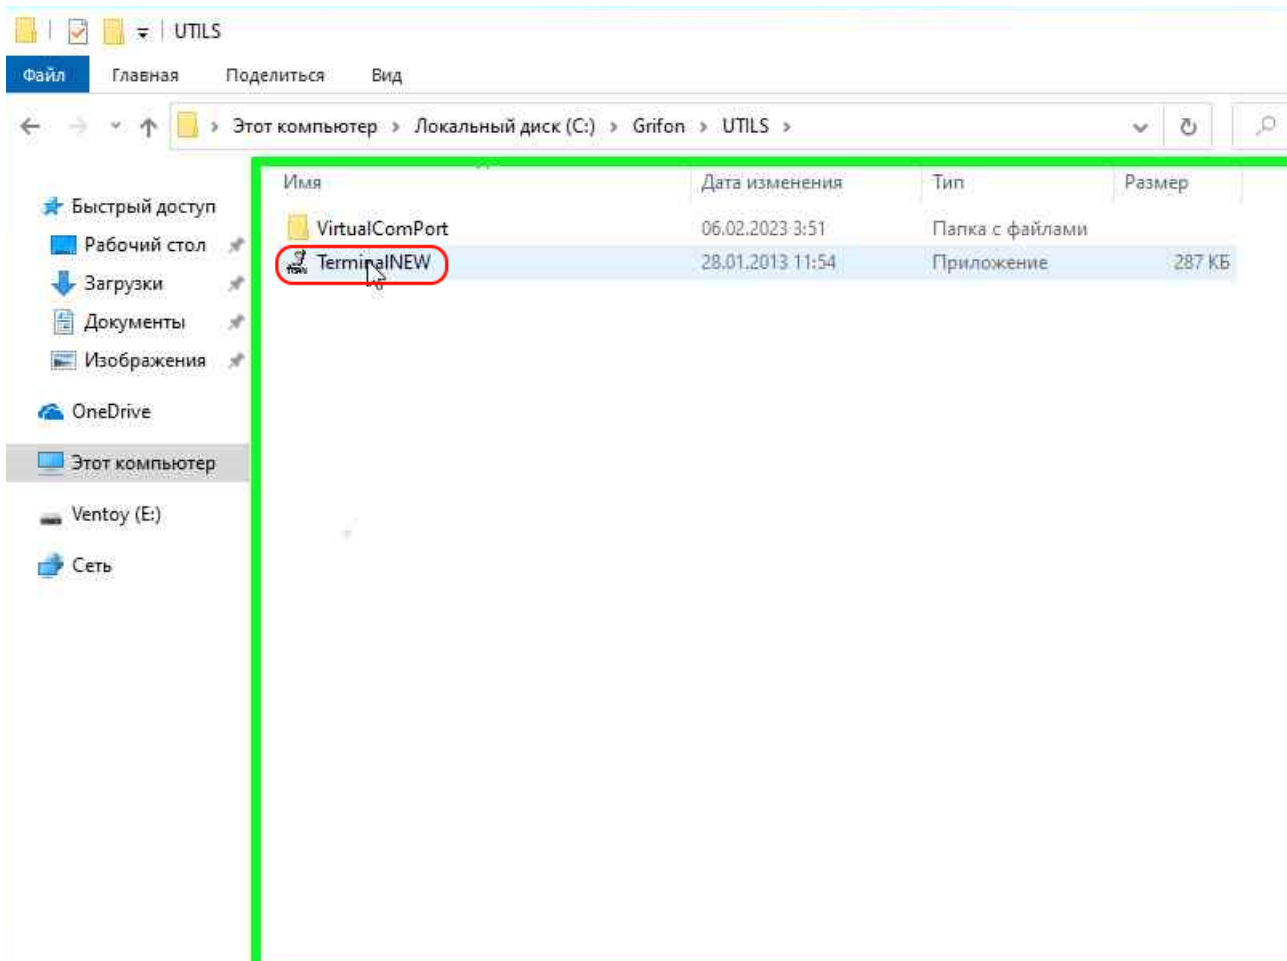 UTILS
Файл Главная Поделиться Вид
Этот компьютер › Локальный диск (C:) › Grifon › UTILS ›
Имя Дата изменения Тип Размер
Быстрый доступ
Рабочий стол
Загрузки
Документы
Изображения
OneDrive
Этот компьютер
Ventoy (E:)
Сеть
VirtualComPort 06.02.2023 3:51 Папка с файлами
TerminalNEW 28.01.2013 11:54 Приложение 287 КБ